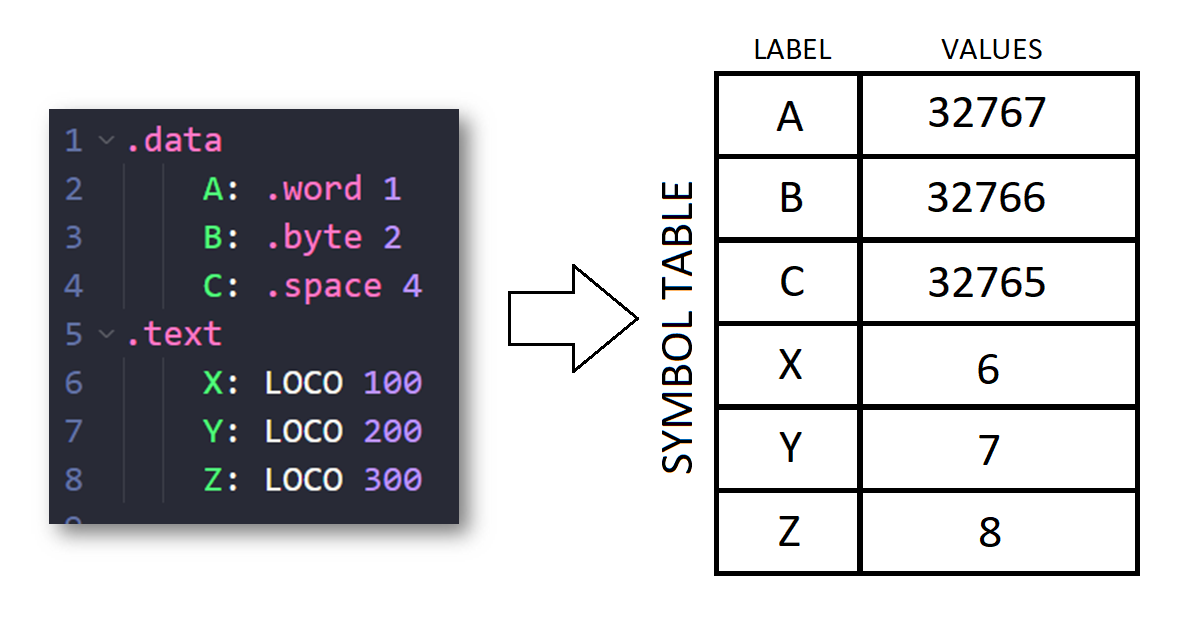 1 .data
2 A: .word 1
3 B: .byte 2
4 C: .space 4
5 .text
6 X: LOCO 100
7 Y: LOCO 200
8 Z: LOCO 300
SYMBOL TABLE
LABEL VALUES
A 32767
B 32766
C 32765
X 6
Y 7
Z 8